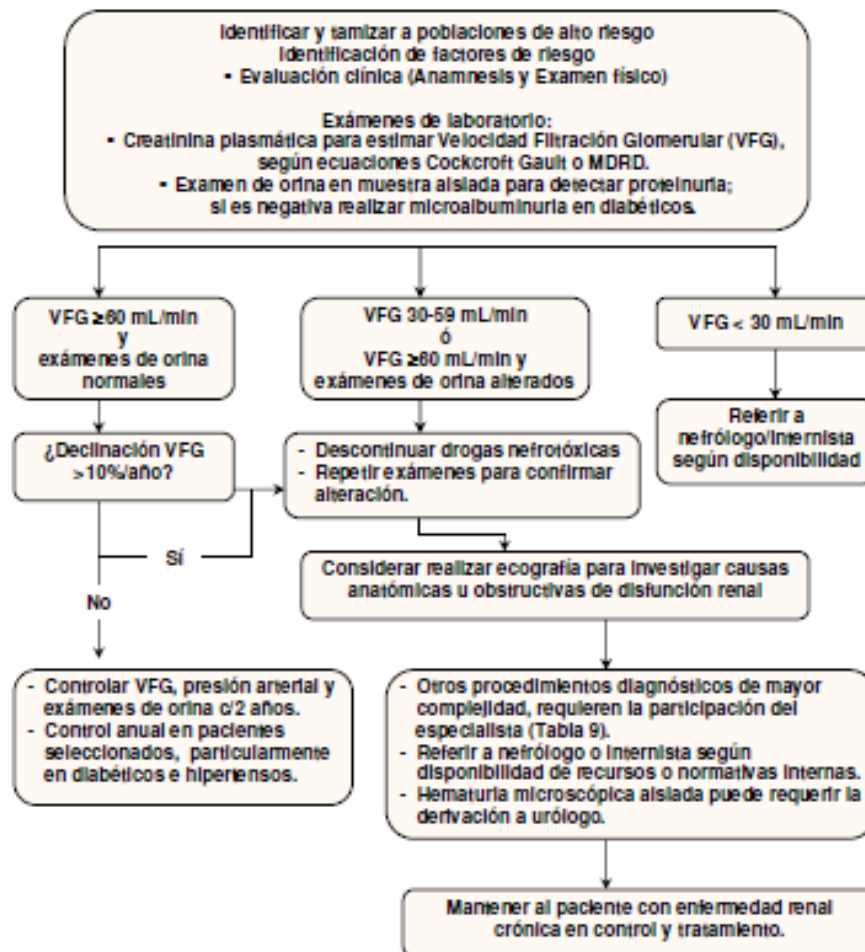 Identificar y tamizar a poblaciones de alto riesgo
Identificación de factores de riesgo
▪ Evaluación clínica (Anamnesis y Examen físico)
Exámenes de laboratorio:
▪ Creatinina plasmática para estimar Velocidad Filtración Glomerular (VFG),
según ecuaciones Cockcroft Gault o MDRD.
▪ Examen de orina en muestra aislada para detectar proteinuria;
si es negativa realizar microalbuminuria en diabéticos.
VFG ≥60 mL/min
y
exámenes de orina
normales
VFG 30-59 mL/min
ó
VFG ≥60 mL/min y
exámenes de orina alterados
VFG < 30 mL/min
Referir a
nefrólogo/internista
según disponibilidad
¿Declinación VFG
>10%/año?
- Descontinuar drogas nefrotóxicas
- Repetir exámenes para confirmar
alteración.
Sí
No
Considerar realizar ecografía para investigar causas
anatómicas u obstructivas de disfunción renal
- Controlar VFG, presión arterial y
exámenes de orina c/2 años.
- Control anual en pacientes
seleccionados, particularmente
en diabéticos e hipertensos.
- Otros procedimientos diagnósticos de mayor
complejidad, requieren la participación del
especialista (Tabla 9).
- Referir a nefrólogo o internista según
disponibilidad de recursos o normativas internas.
- Hematuria microscópica aislada puede requerir la
derivación a urólogo.
Mantener al paciente con enfermedad renal
crónica en control y tratamiento.